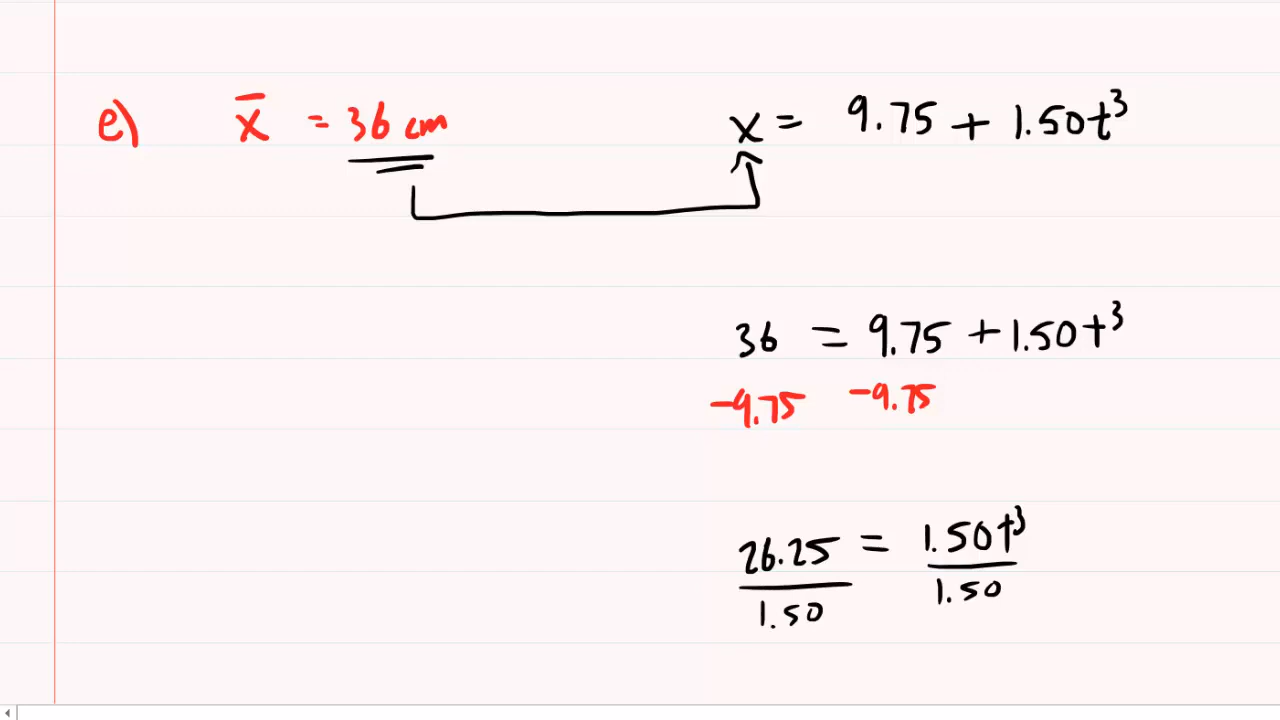 e) x̄ = 36 cm x = 9.75 + 1.50t³
36 = 9.75 + 1.50t³
-9.75 -9.75
26.25 = 1.50t³
1.50 1.50